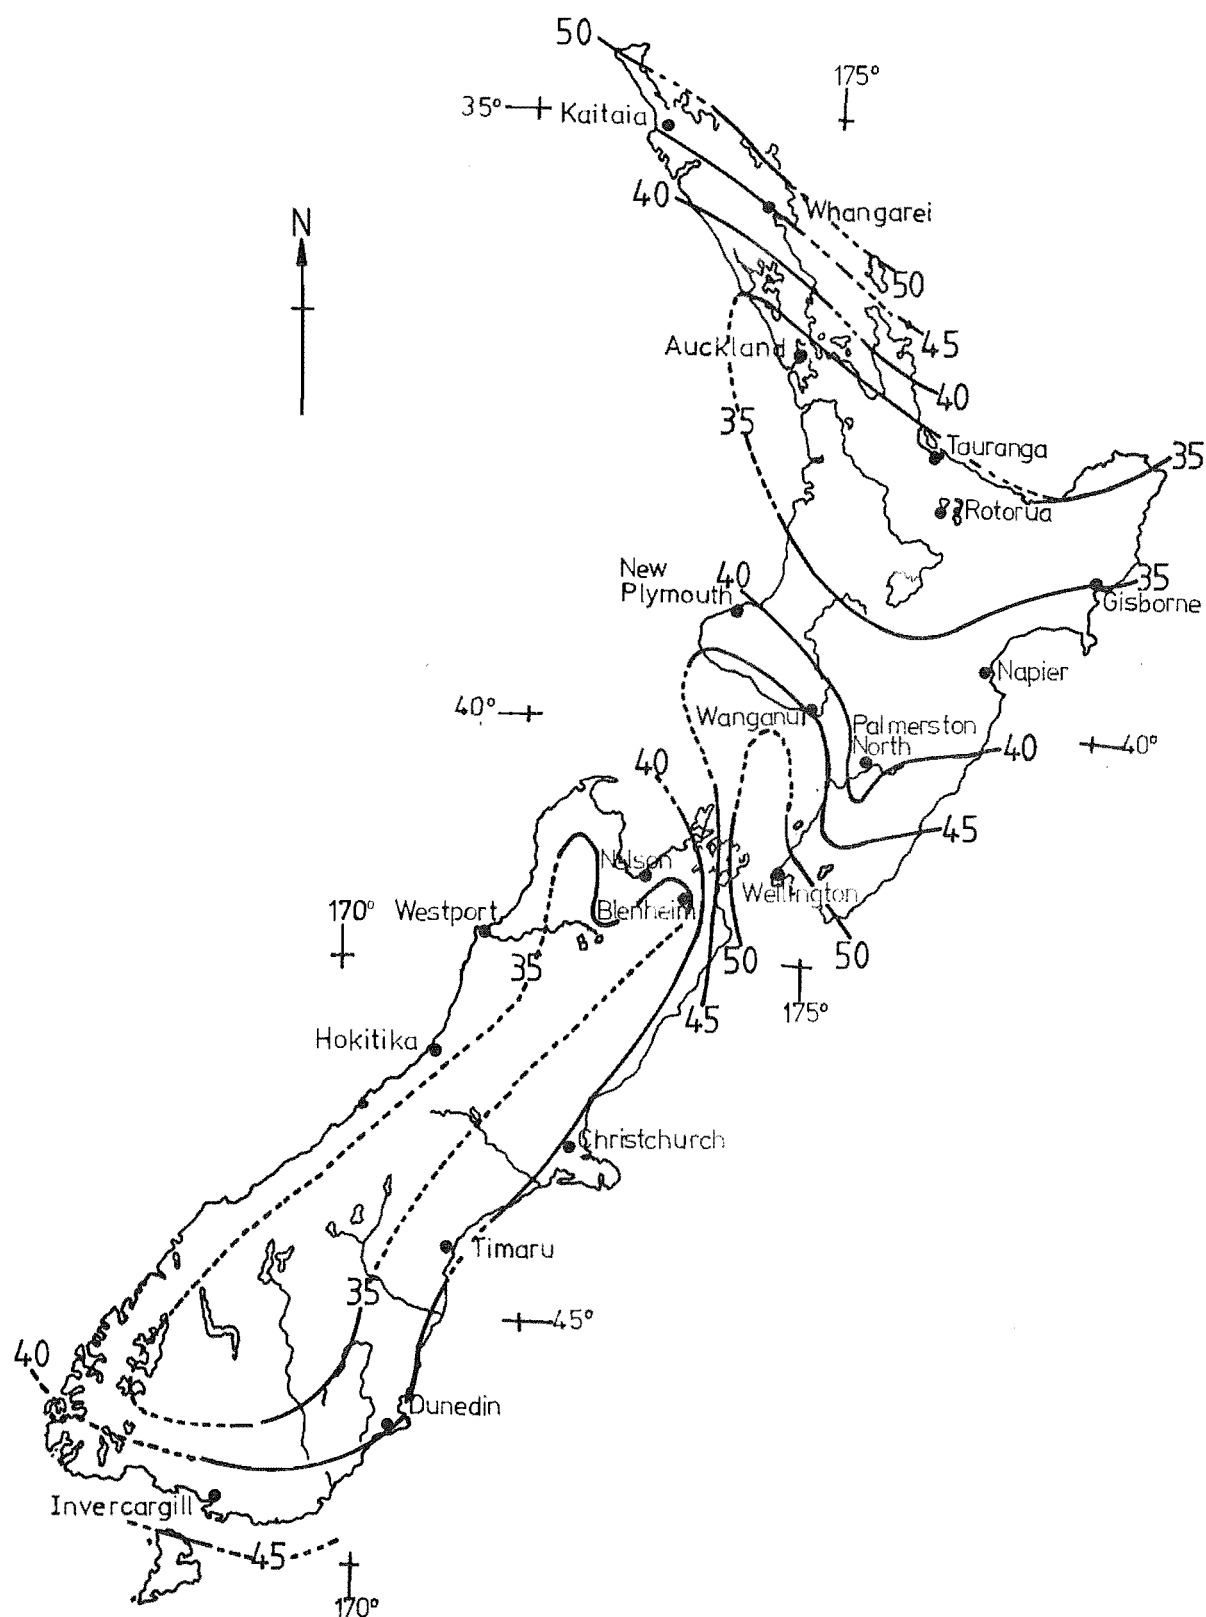 50
175°
35°
Kaitaia
40
N
Whangarei
50
45
Auckland
40
35
Tauranga
35
Rotorua
New
Plymouth
40
35
Gisborne
Napier
40°
Wanganui
Palmerston
North
40
40°
40
45
Nelson
Wellington
170°
Westport
Blenheim
35
50
50
45
175°
Hokitika
Christchurch
Timaru
35
45°
40
Dunedin
Invercargill
45
170°